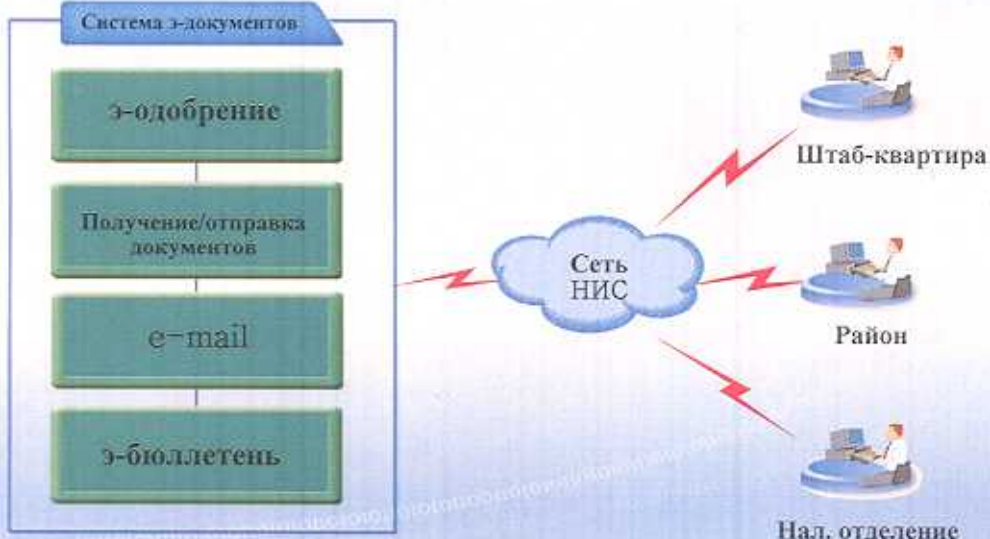 Система э-документов
э-одобрение
Получение/отправка
документов
e-mail
э-бюллетень
Сеть
НИС
Штаб-квартира
Район
Нал. отделение